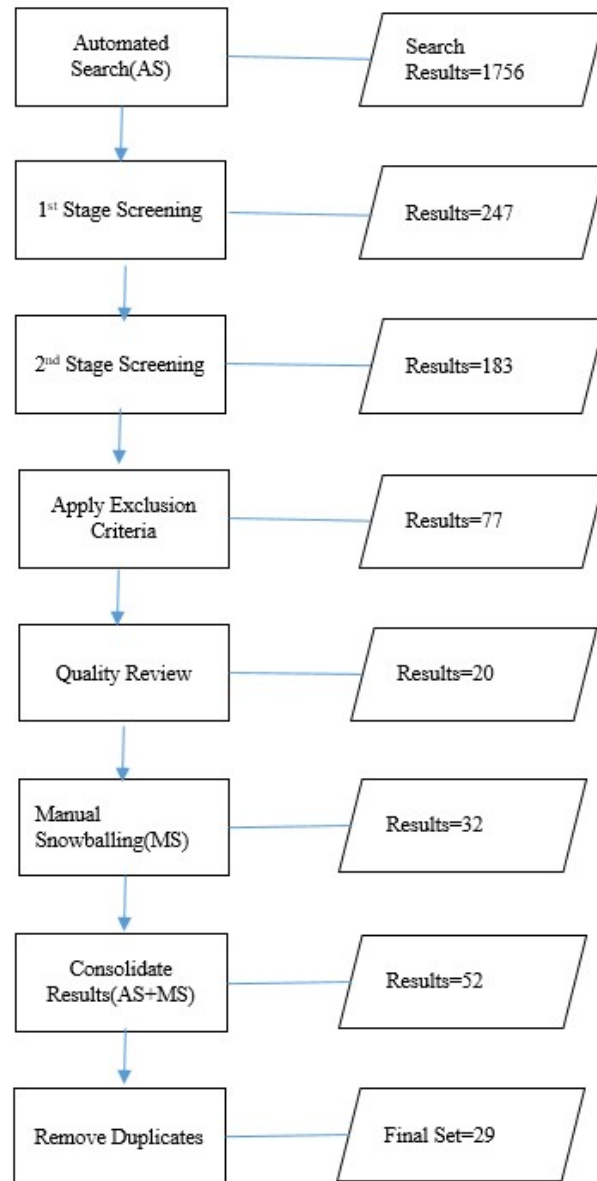 Automated
Search(AS)
Search
Results=1756
1st Stage Screening
Results=247
2nd Stage Screening
Results=183
Apply Exclusion
Criteria
Results=77
Quality Review
Results=20
Manual
Snowballing(MS)
Results=32
Consolidate
Results(AS+MS)
Results=52
Remove Duplicates
Final Set=29